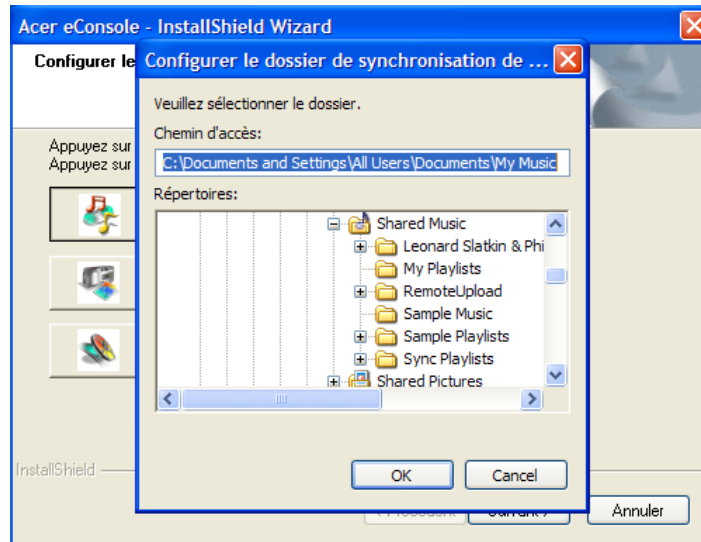 Acer eConsole - InstallShield Wizard
Configurer le
Configurer le dossier de synchronisation de ...
Veuillez sélectionner le dossier.
Chemin d'accès:
Appuyez sur
Appuyez sur
C:\Documents and Settings\All Users\Documents\My Music
Répertoires:
Shared Music
Leonard Slatkin & Phi
My Playlists
RemoteUpload
Sample Music
Sample Playlists
Sync Playlists
Shared Pictures
InstallShield
OK
Cancel
Annuler